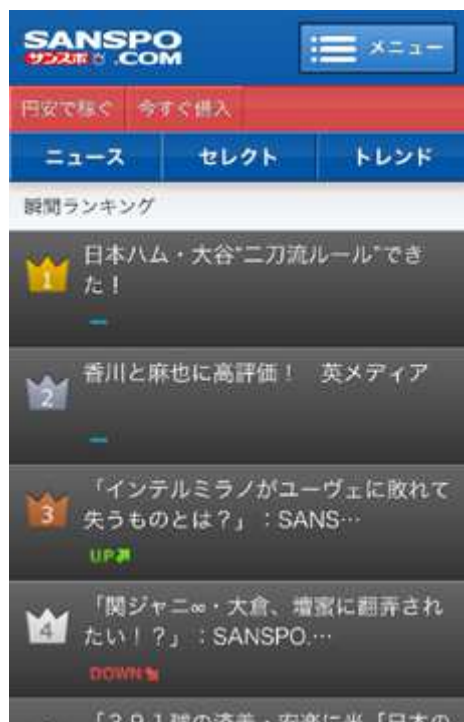 SANSPO
サンスポ .COM
メニュー
円安で稼ぐ 今すぐ借入
ニュース セレクト トレンド
瞬間ランキング
1
日本ハム・大谷“二刀流ルール”でき
た！
2
香川と麻也に高評価！ 英メディア
3
「インテルミラノがユーヴェに敗れて
失うものとは？」：SANS…
UP
4
「関ジャニ∞・大倉、壇蜜に翻弄され
たい！？」：SANSPO.…
DOWN